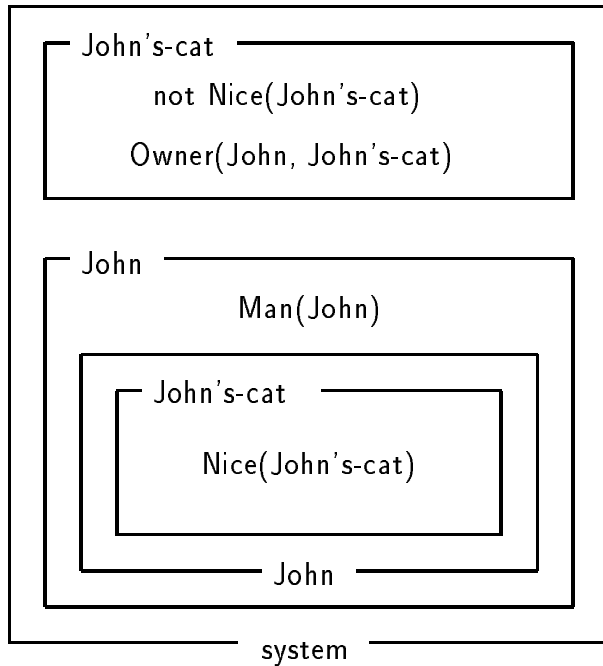 John's-cat
not Nice(John's-cat)
Owner(John, John's-cat)
John
Man(John)
John's-cat
Nice(John's-cat)
John
system